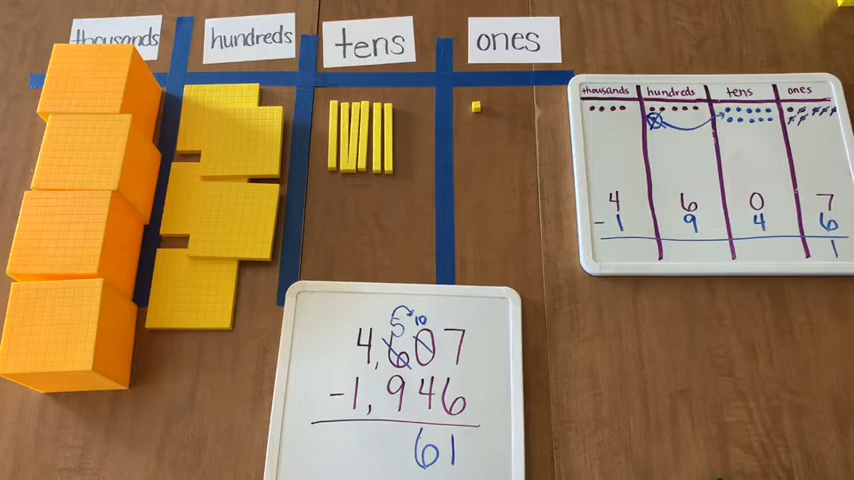 thousands hundreds tens ones
thousands hundreds tens ones
4 6 0 7
-1 9 4 6
1
5 10
4,607
-1,946
61